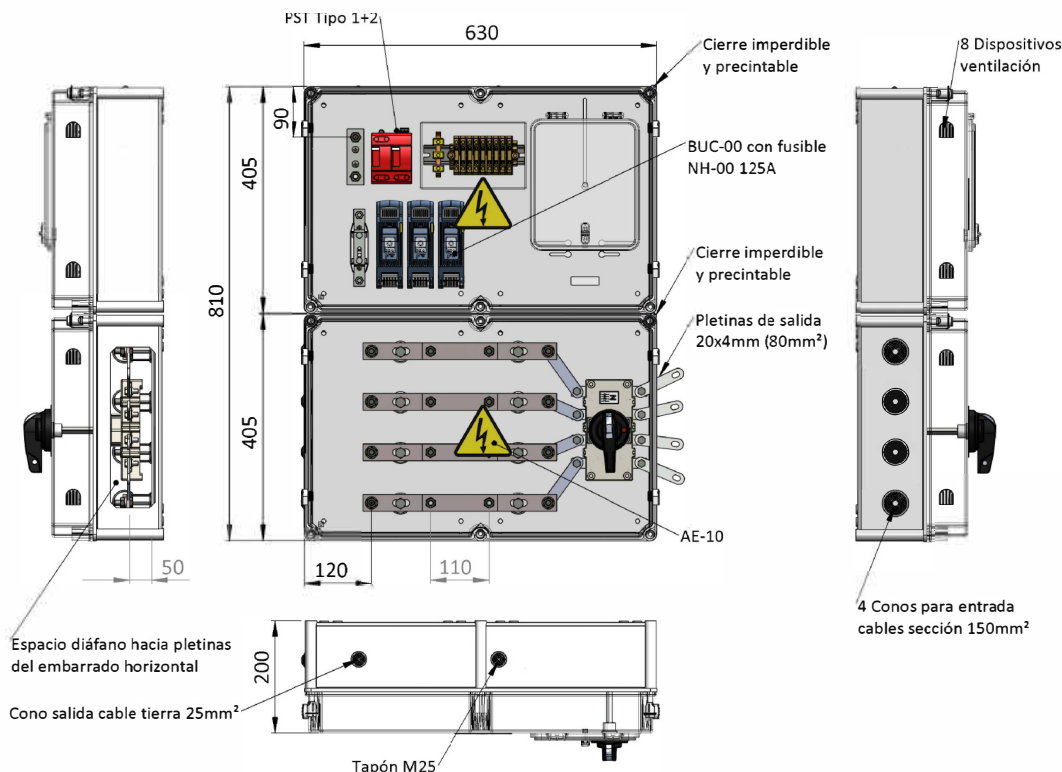 PST Tipo 1+2
630
Cierre imperdible
y precintable
8 Dispositivos
ventilación
90
405
810
BUC-00 con fusible
NH-00 125A
Cierre imperdible
y precintable
Pletinas de salida
20x4mm (80mm²)
405
AE-10
50
120
110
4 Conos para entrada
cables sección 150mm²
Espacio diáfano hacia pletinas
del embarrado horizontal
200
Cono salida cable tierra 25mm²
Tapón M25